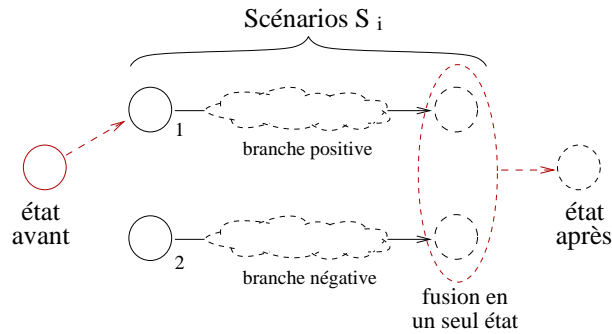 Scénarios S i
1
branche positive
état
avant
état
après
2
branche négative
fusion en
un seul état